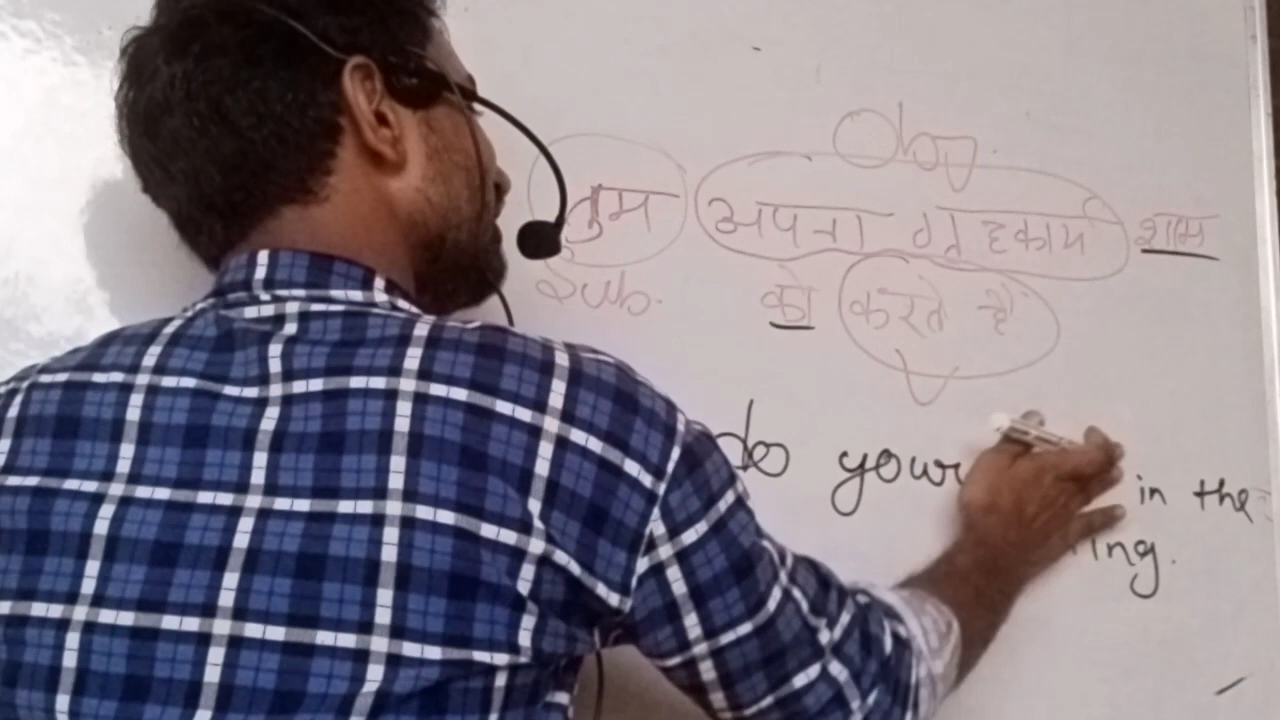 Obj
तुम अपना गृहकार्य शाम
Sub. को करते हैं
V
do your in the
ing.